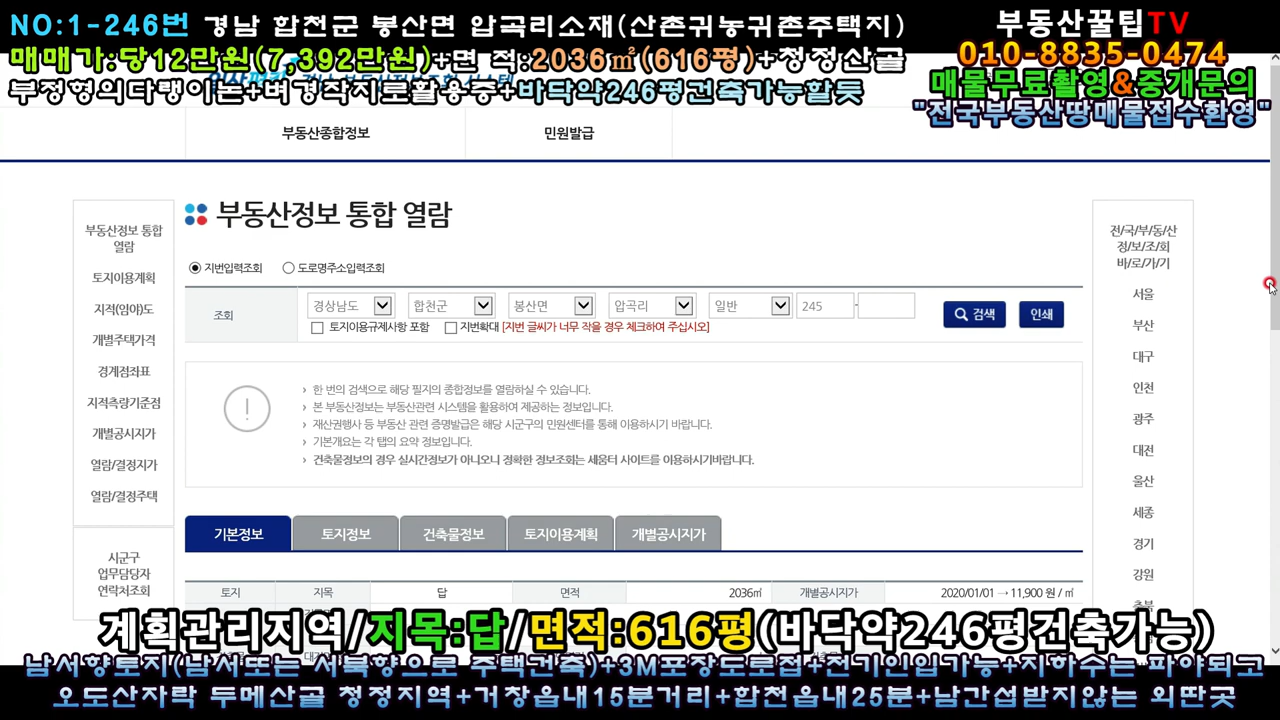 NO:1-246번 경남 합천군 봉산면 압곡리소재(산촌귀농귀촌주택지)
매매가:당12만원(7,392만원)+면 적:2036㎡(616평)+청정산골
부정형의다랭이논+벼경작지로활용중+바닥약246평건축가능할듯
부동산꿀팁TV
010-8835-0474
매물무료촬영&중개문의
"전국부동산땅매물접수환영"
부동산종합정보 민원발급
부동산정보 통합 열람
지번입력조회 도로명주소입력조회
조회 경상남도 합천군 봉산면 압곡리 일반 245 - 검색 인쇄
토지이용규제사항 포함 지번확대 [지번 글씨가 너무 작을 경우 체크하여 주십시오]
› 한 번의 검색으로 해당 필지의 종합정보를 열람하실 수 있습니다.
› 본 부동산정보는 부동산관련 시스템을 활용하여 제공하는 정보입니다.
› 재산권행사 등 부동산 관련 증명발급은 해당 시군구의 민원센터를 통해 이용하시기 바랍니다.
› 기본개요는 각 탭의 요약 정보입니다.
› 건축물정보의 경우 실시간정보가 아니오니 정확한 정보조회는 세움터 사이트를 이용하시기바랍니다.
기본정보 토지정보 건축물정보 토지이용계획 개별공시지가
토지 지목 답 면적 2036㎡ 개별공시지가 2020/01/01 → 11,900 원 / ㎡
부동산정보 통합
열람
토지이용계획
지적(임야)도
개별주택가격
경계점좌표
지적측량기준점
개별공시지가
열람/결정지가
열람/결정주택
시군구
업무담당자
연락처조회
전/국/부/동/산
정/보/조/회
바/로/가/기
서울
부산
대구
인천
광주
대전
울산
세종
경기
강원
계획관리지역/지목:답/면적:616평(바닥약246평건축가능)
남서향토지(남서또는 서북향으로 주택건축)+3M포장도로접+전기인입가능+지하수는 파야되고
오도산자락 두메산골 청정지역+거창읍내15분거리+합천읍내25분+남간섭받지않는 외딴곳